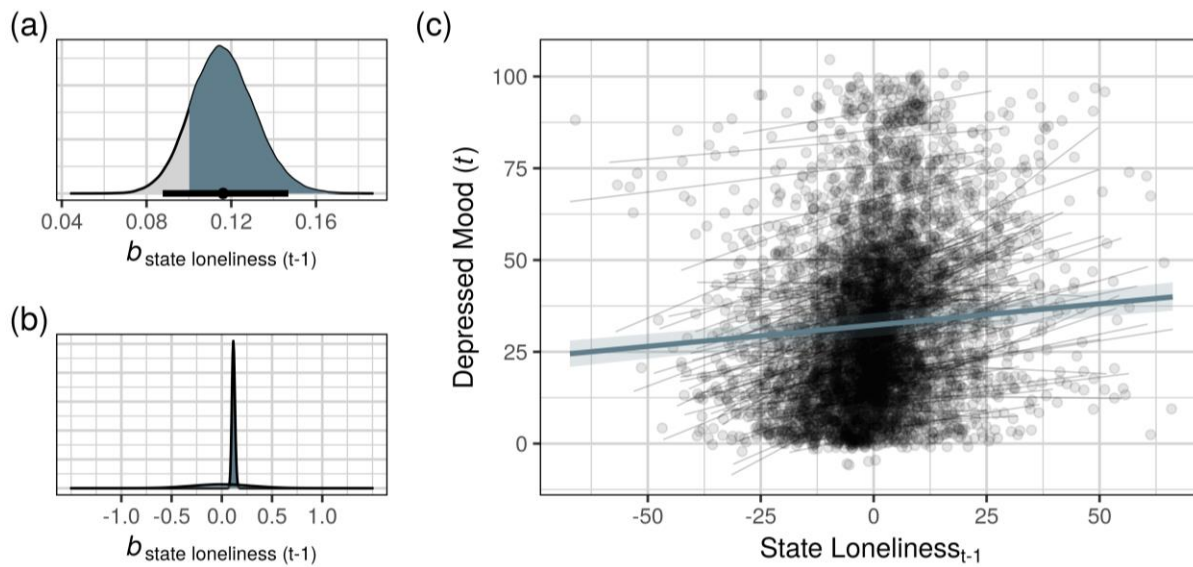 (a)
0.04 0.08 0.12 0.16
b state loneliness (t-1)
(b)
-1.0 -0.5 0.0 0.5 1.0
b state loneliness (t-1)
(c)
Depressed Mood (t)
100
75
50
25
0
-50 -25 0 25 50
State Loneliness t-1